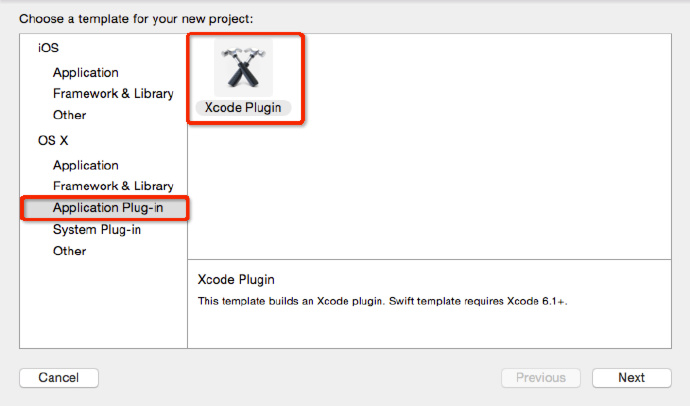 Choose a template for your new project:
iOS
Application
Framework & Library
Other
OS X
Application
Framework & Library
Application Plug-in
System Plug-in
Other
Xcode Plugin
Xcode Plugin
This template builds an Xcode plugin. Swift template requires Xcode 6.1+.
Cancel
Previous
Next